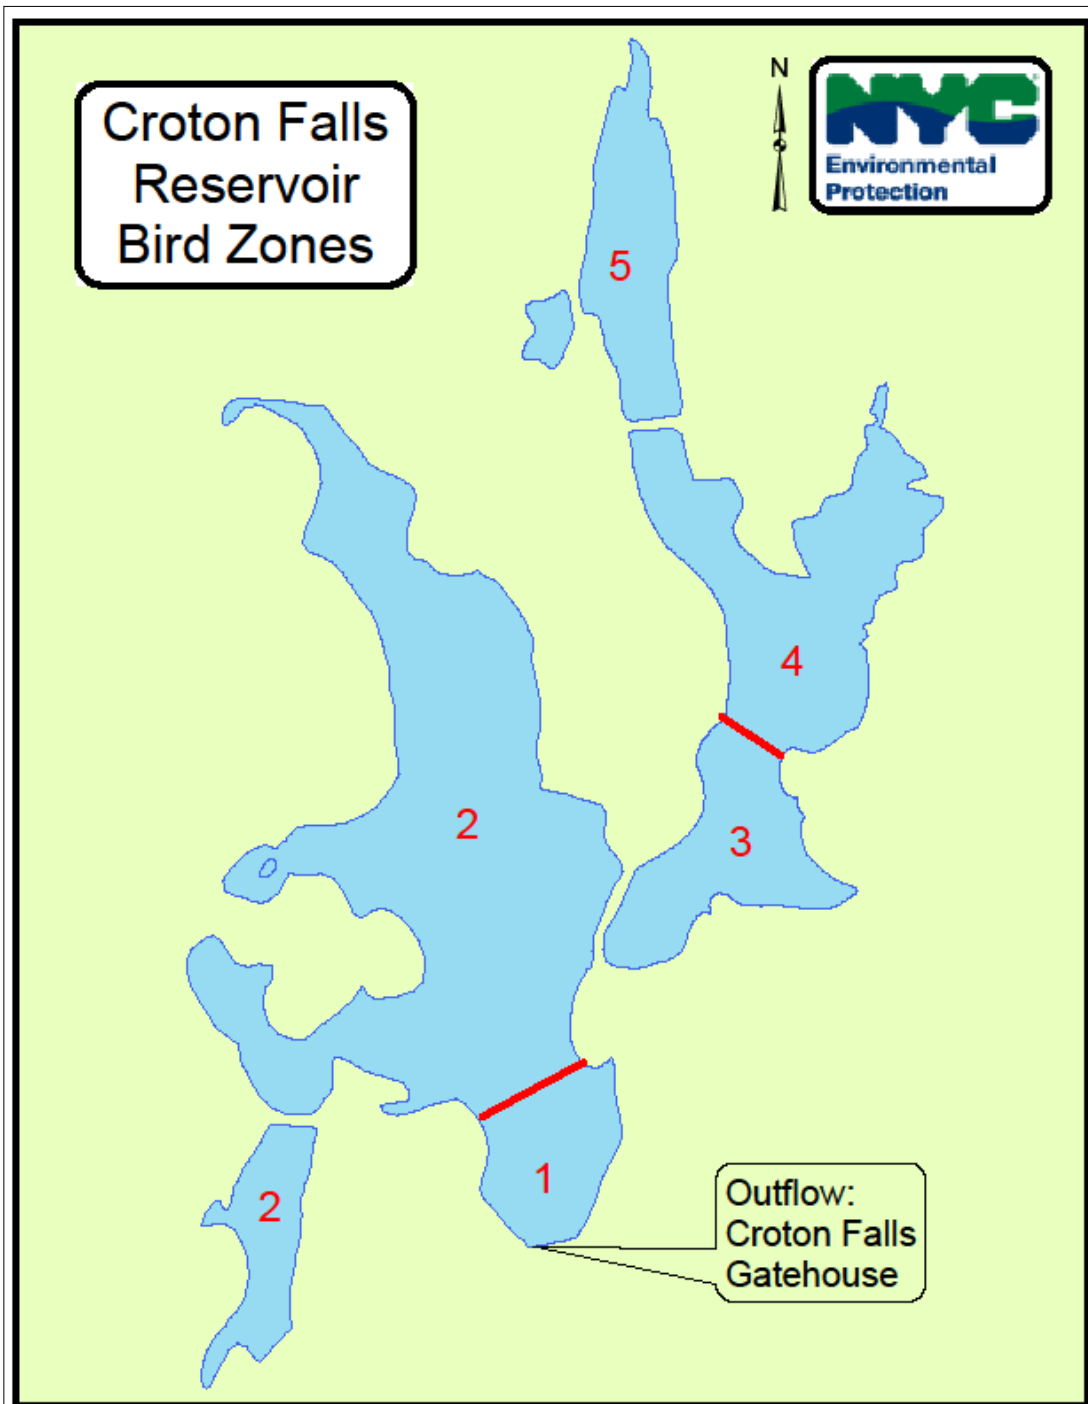 Croton Falls
Reservoir
Bird Zones
N
NYC
Environmental
Protection
5
4
2
3
1
2
Outflow:
Croton Falls
Gatehouse